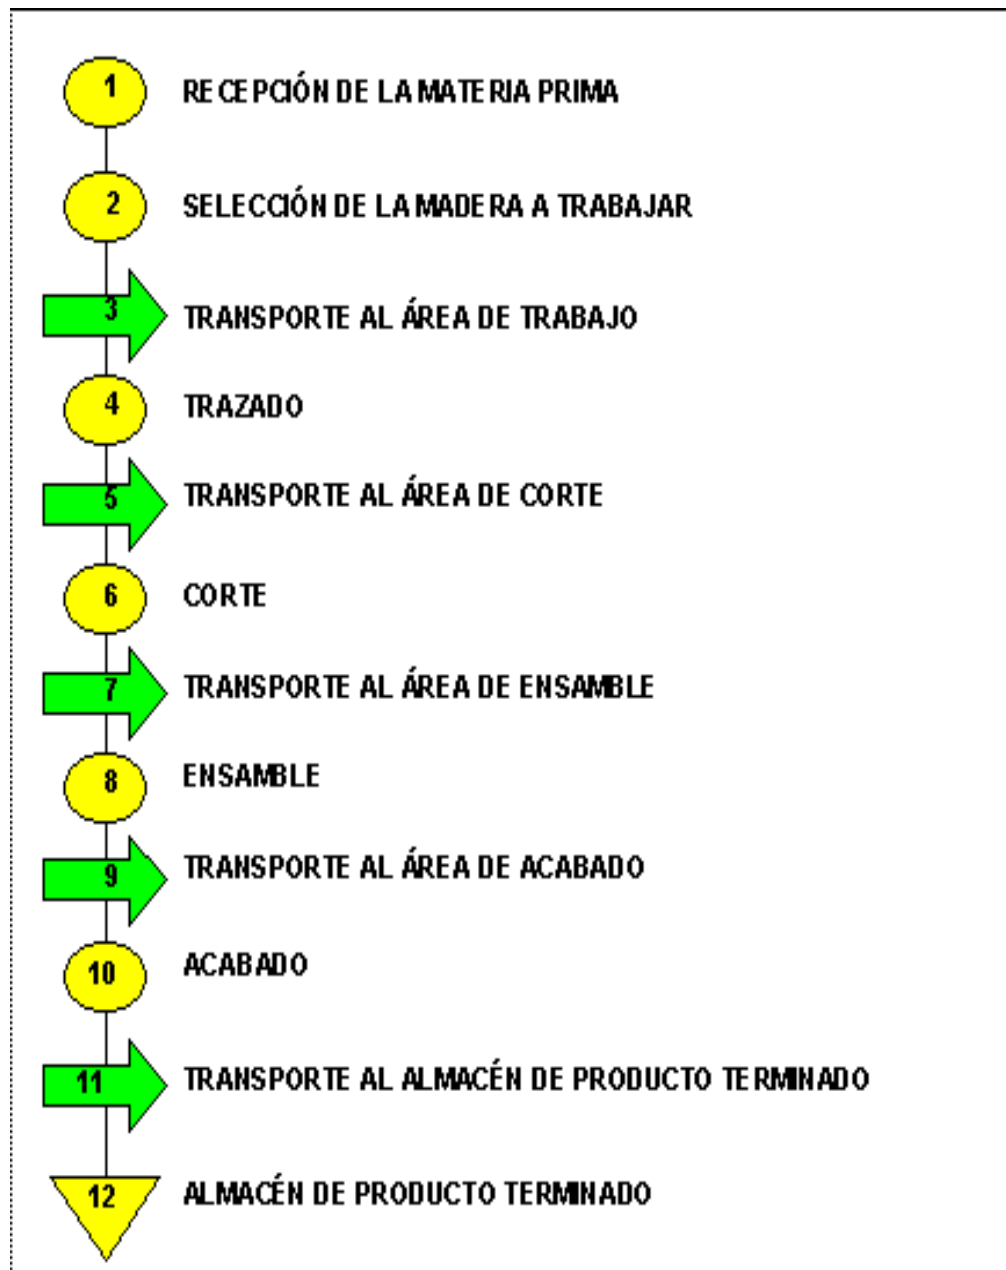 1 RECEPCIÓN DE LA MATERIA PRIMA
2 SELECCIÓN DE LA MADERA A TRABAJAR
3 TRANSPORTE AL ÁREA DE TRABAJO
4 TRAZADO
5 TRANSPORTE AL ÁREA DE CORTE
6 CORTE
7 TRANSPORTE AL ÁREA DE ENSAMBLE
8 ENSAMBLE
9 TRANSPORTE AL ÁREA DE ACABADO
10 ACABADO
11 TRANSPORTE AL ALMACÉN DE PRODUCTO TERMINADO
12 ALMACÉN DE PRODUCTO TERMINADO